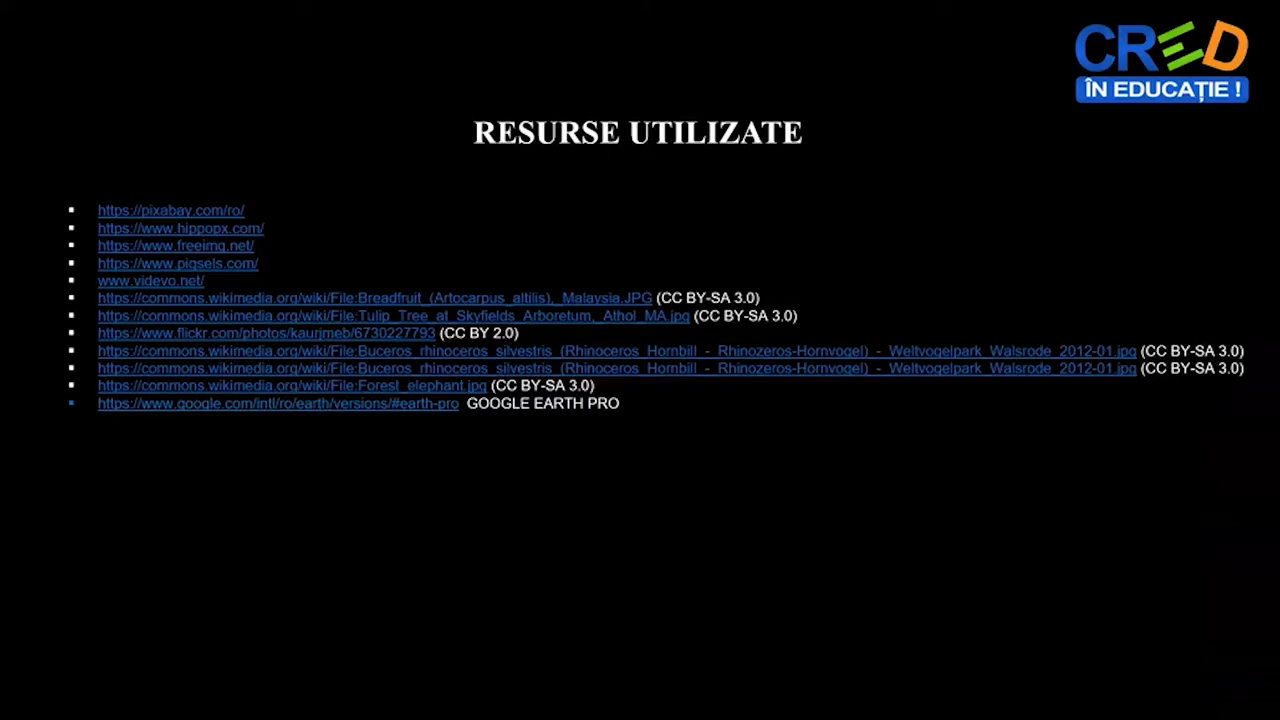 CRED
ÎN EDUCAȚIE !
RESURSE UTILIZATE
https://pixabay.com/ro/
https://www.hippopx.com/
https://www.freeimg.net/
https://www.piqsels.com/
www.videvo.net/
https://commons.wikimedia.org/wiki/File:Breadfruit_(Artocarpus_altilis),_Malaysia.JPG (CC BY-SA 3.0)
https://commons.wikimedia.org/wiki/File:Tulip_Tree_at_Skyfields_Arboretum,_Athol_MA.jpg (CC BY-SA 3.0)
https://www.flickr.com/photos/kaurjmeb/6730227793 (CC BY 2.0)
https://commons.wikimedia.org/wiki/File:Buceros_rhinoceros_silvestris_(Rhinoceros_Hornbill_-_Rhinozeros-Hornvogel)_-_Weltvogelpark_Walsrode_2012-01.jpg (CC BY-SA 3.0)
https://commons.wikimedia.org/wiki/File:Buceros_rhinoceros_silvestris_(Rhinoceros_Hornbill_-_Rhinozeros-Hornvogel)_-_Weltvogelpark_Walsrode_2012-01.jpg (CC BY-SA 3.0)
https://commons.wikimedia.org/wiki/File:Forest_elephant.jpg (CC BY-SA 3.0)
https://www.google.com/intl/ro/earth/versions/#earth-pro GOOGLE EARTH PRO